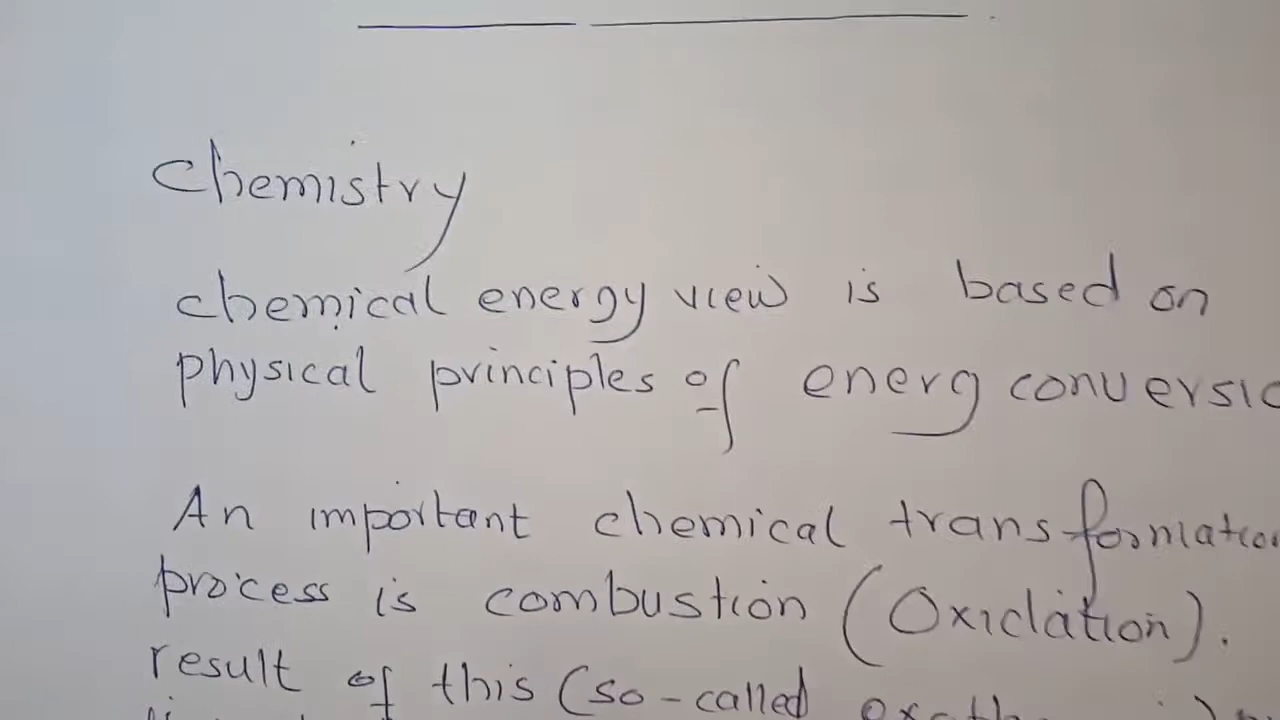 Chemistry
chemical energy view is based on
physical principles of energ conversio
An important chemical transformation
process is combustion (Oxidation).
result of this (so-called